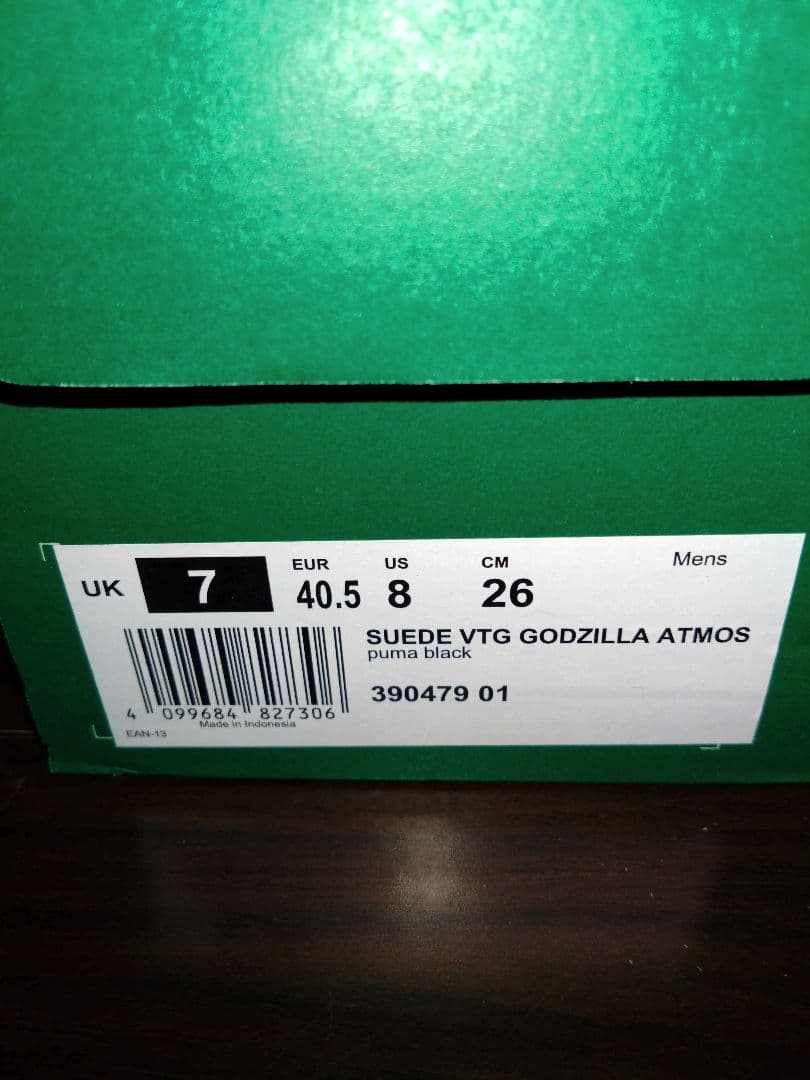 UK 7 EUR 40.5 US 8 CM 26 Mens
SUEDE VTG GODZILLA ATMOS
puma black
390479 01
4 099684 827306
Made in Indonesia
EAN-13